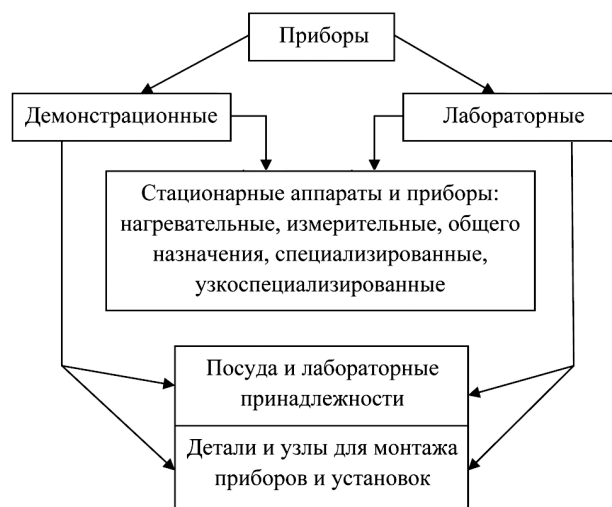 Приборы
Демонстрационные
Лабораторные
Стационарные аппараты и приборы:
нагревательные, измерительные, общего
назначения, специализированные,
узкоспециализированные
Посуда и лабораторные
принадлежности
Детали и узлы для монтажа
приборов и установок